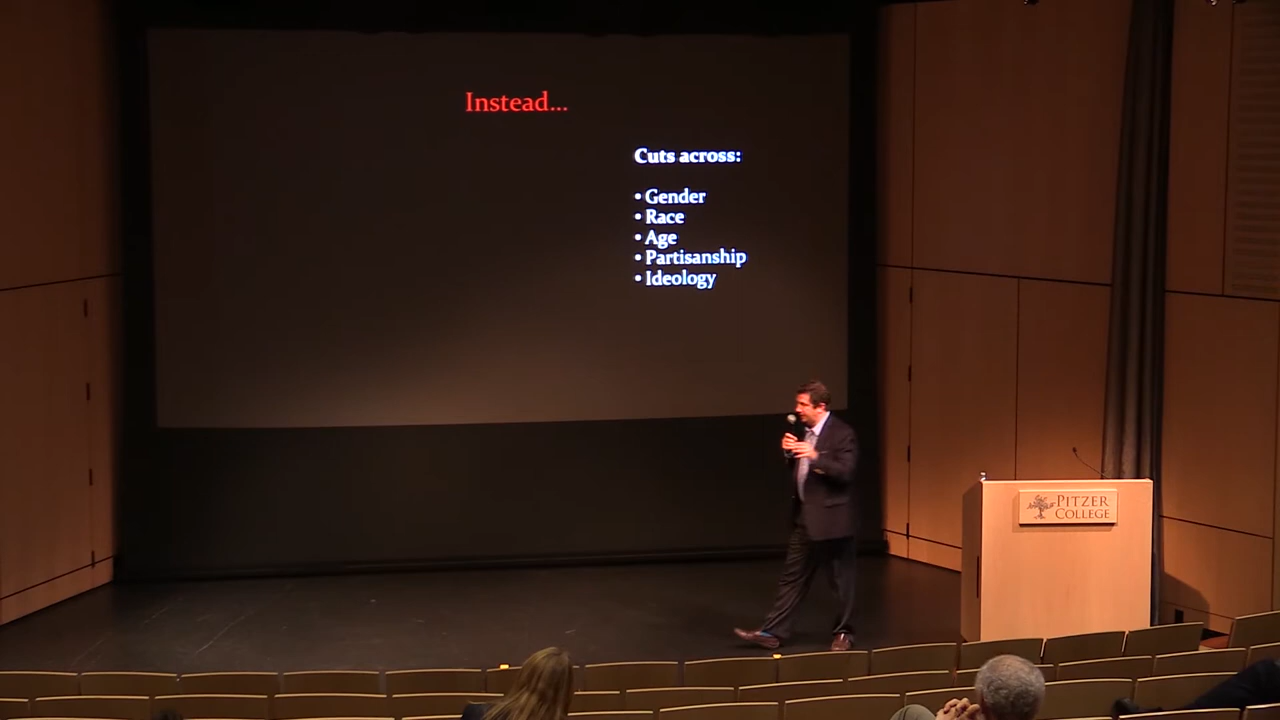 Instead...
Cuts across:
• Gender
• Race
• Age
• Partisanship
• Ideology
PITZER
COLLEGE